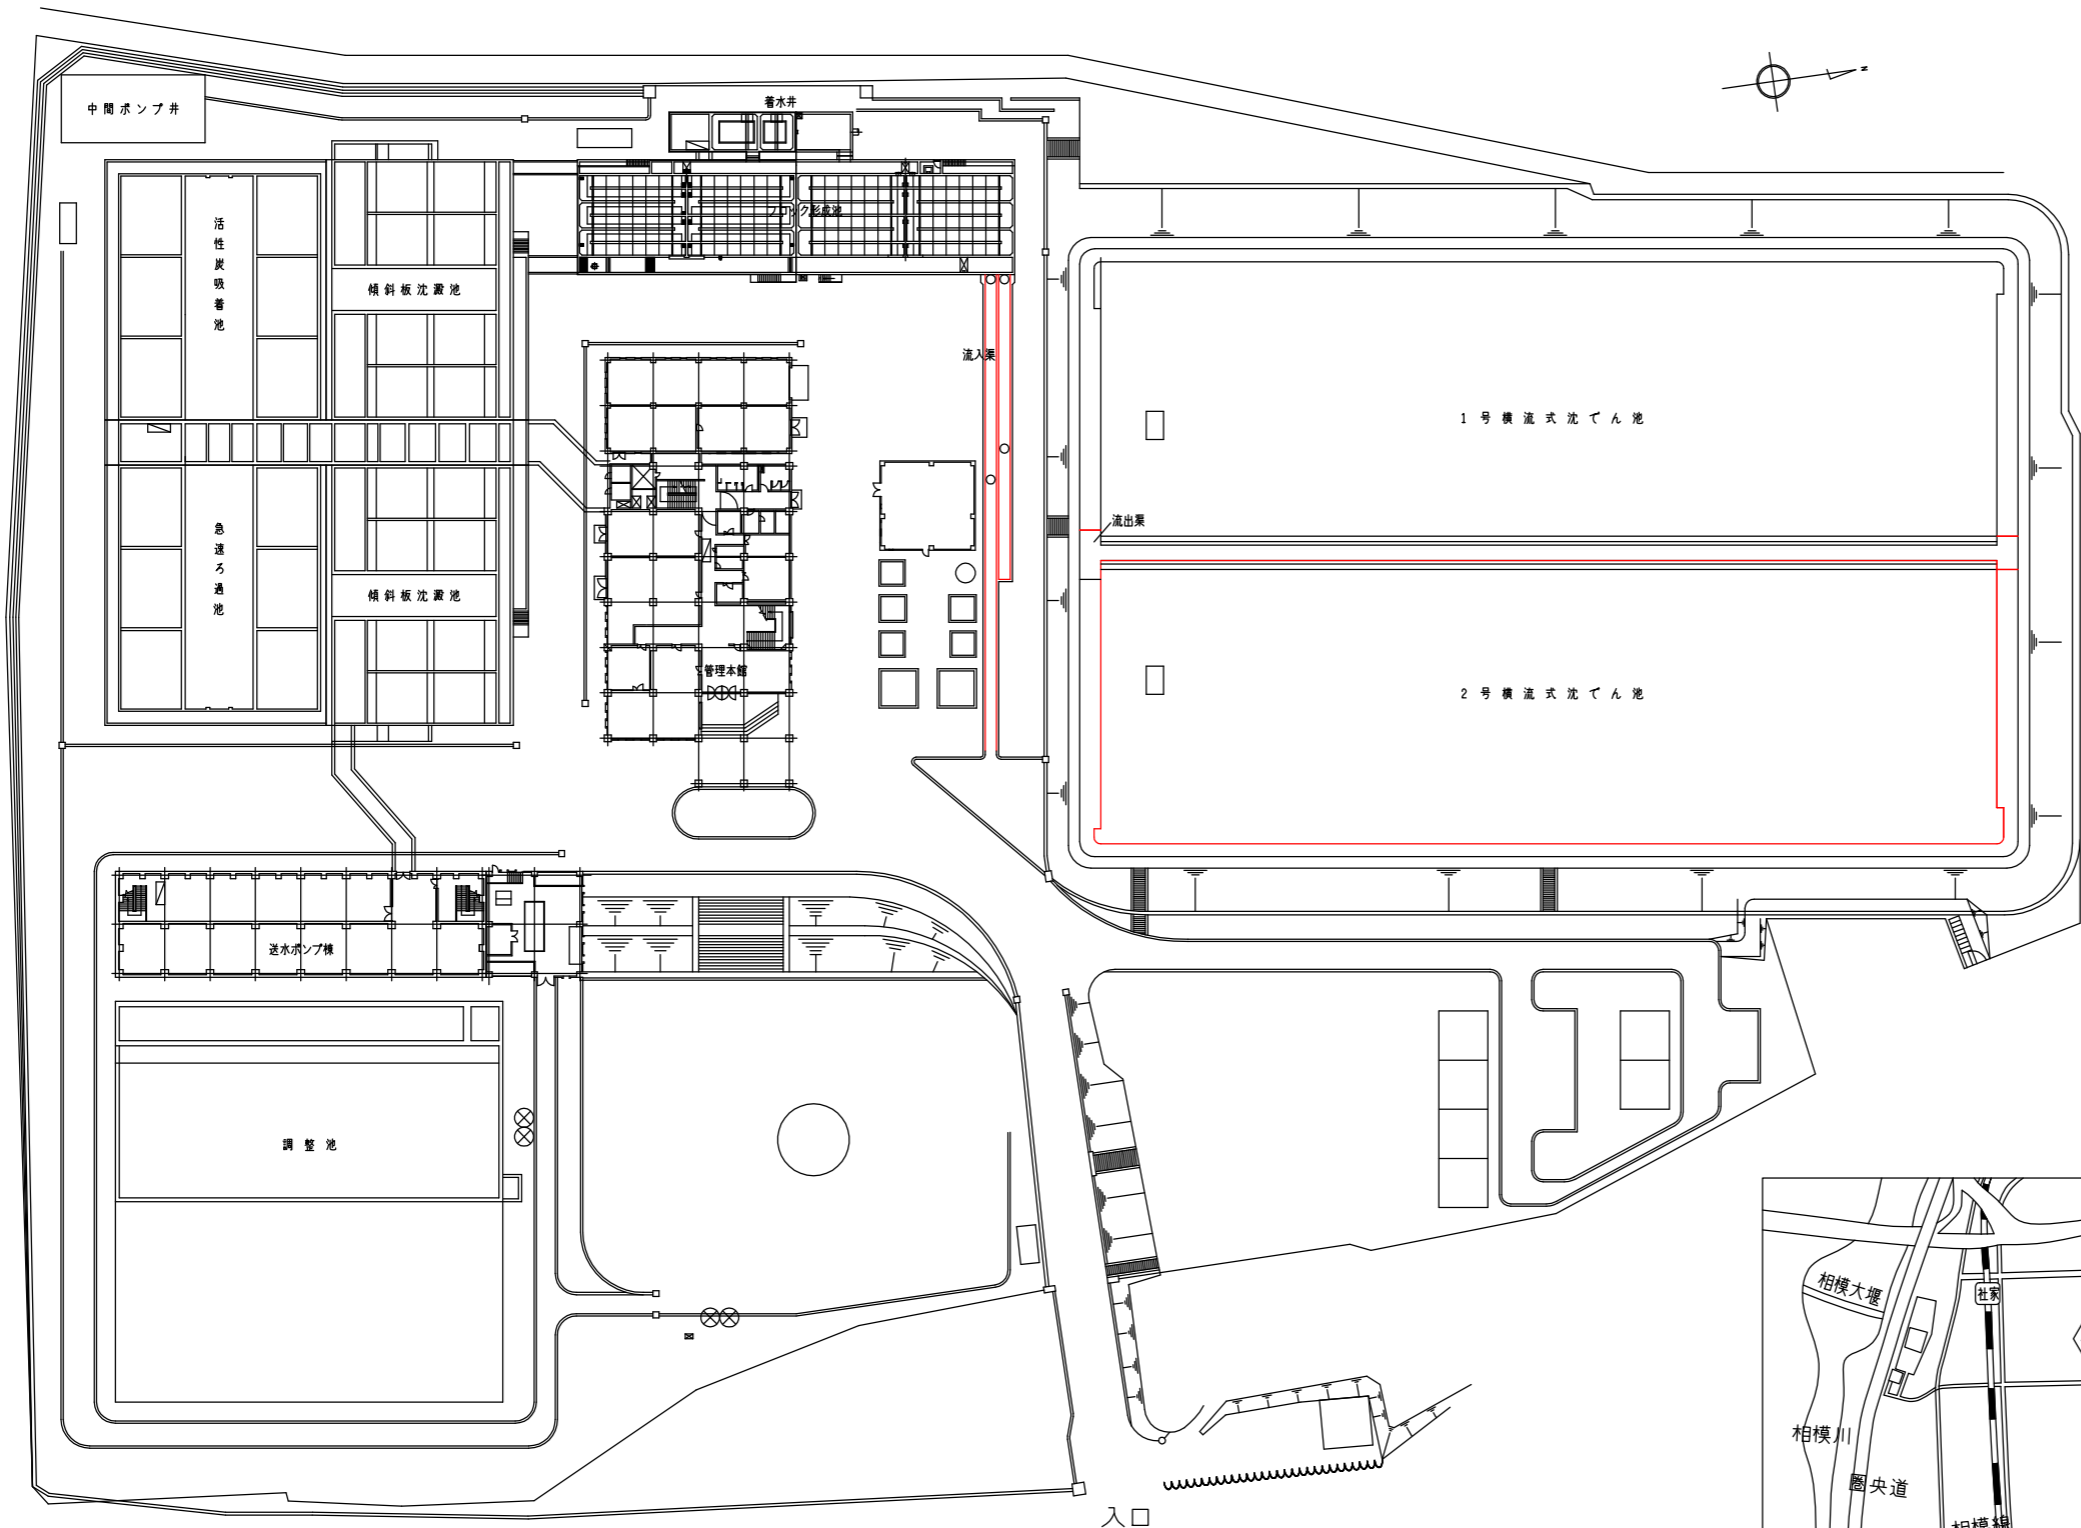 中間ポンプ井
着水井
N
活性炭吸着池
傾斜板沈澱池
フロック形成池
流入渠
1号横流式沈でん池
流出渠
急速ろ過池
傾斜板沈澱池
管理本館
2号横流式沈でん池
送水ポンプ棟
調整池
相模大堰
社家
相模川
圏央道
相模線
入口